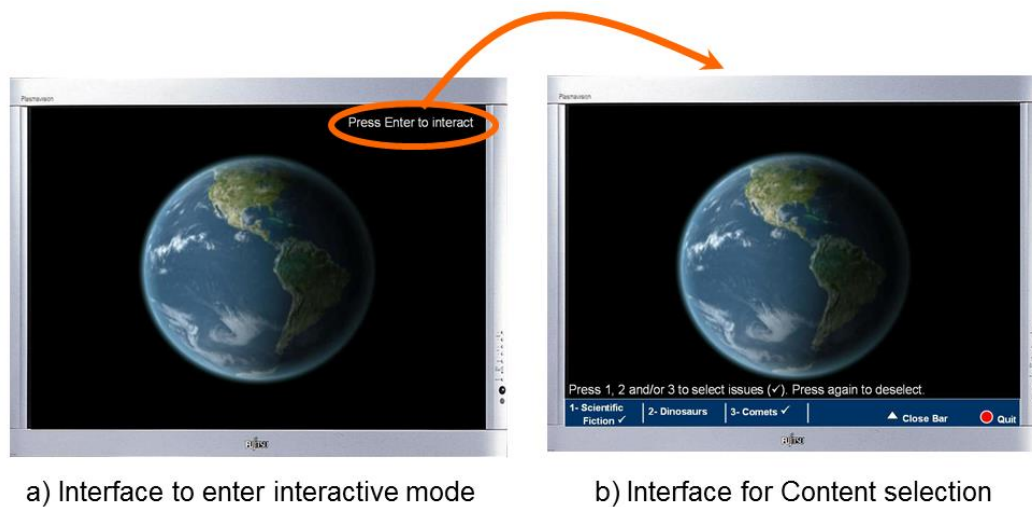 Plasmavision
Press Enter to interact
FUJITSU
a) Interface to enter interactive mode
Plasmavision
Press 1, 2 and/or 3 to select issues (✓). Press again to deselect.
1- Scientific
Fiction ✓
2- Dinosaurs
3- Comets ✓
▲ Close Bar
Quit
FUJITSU
b) Interface for Content selection